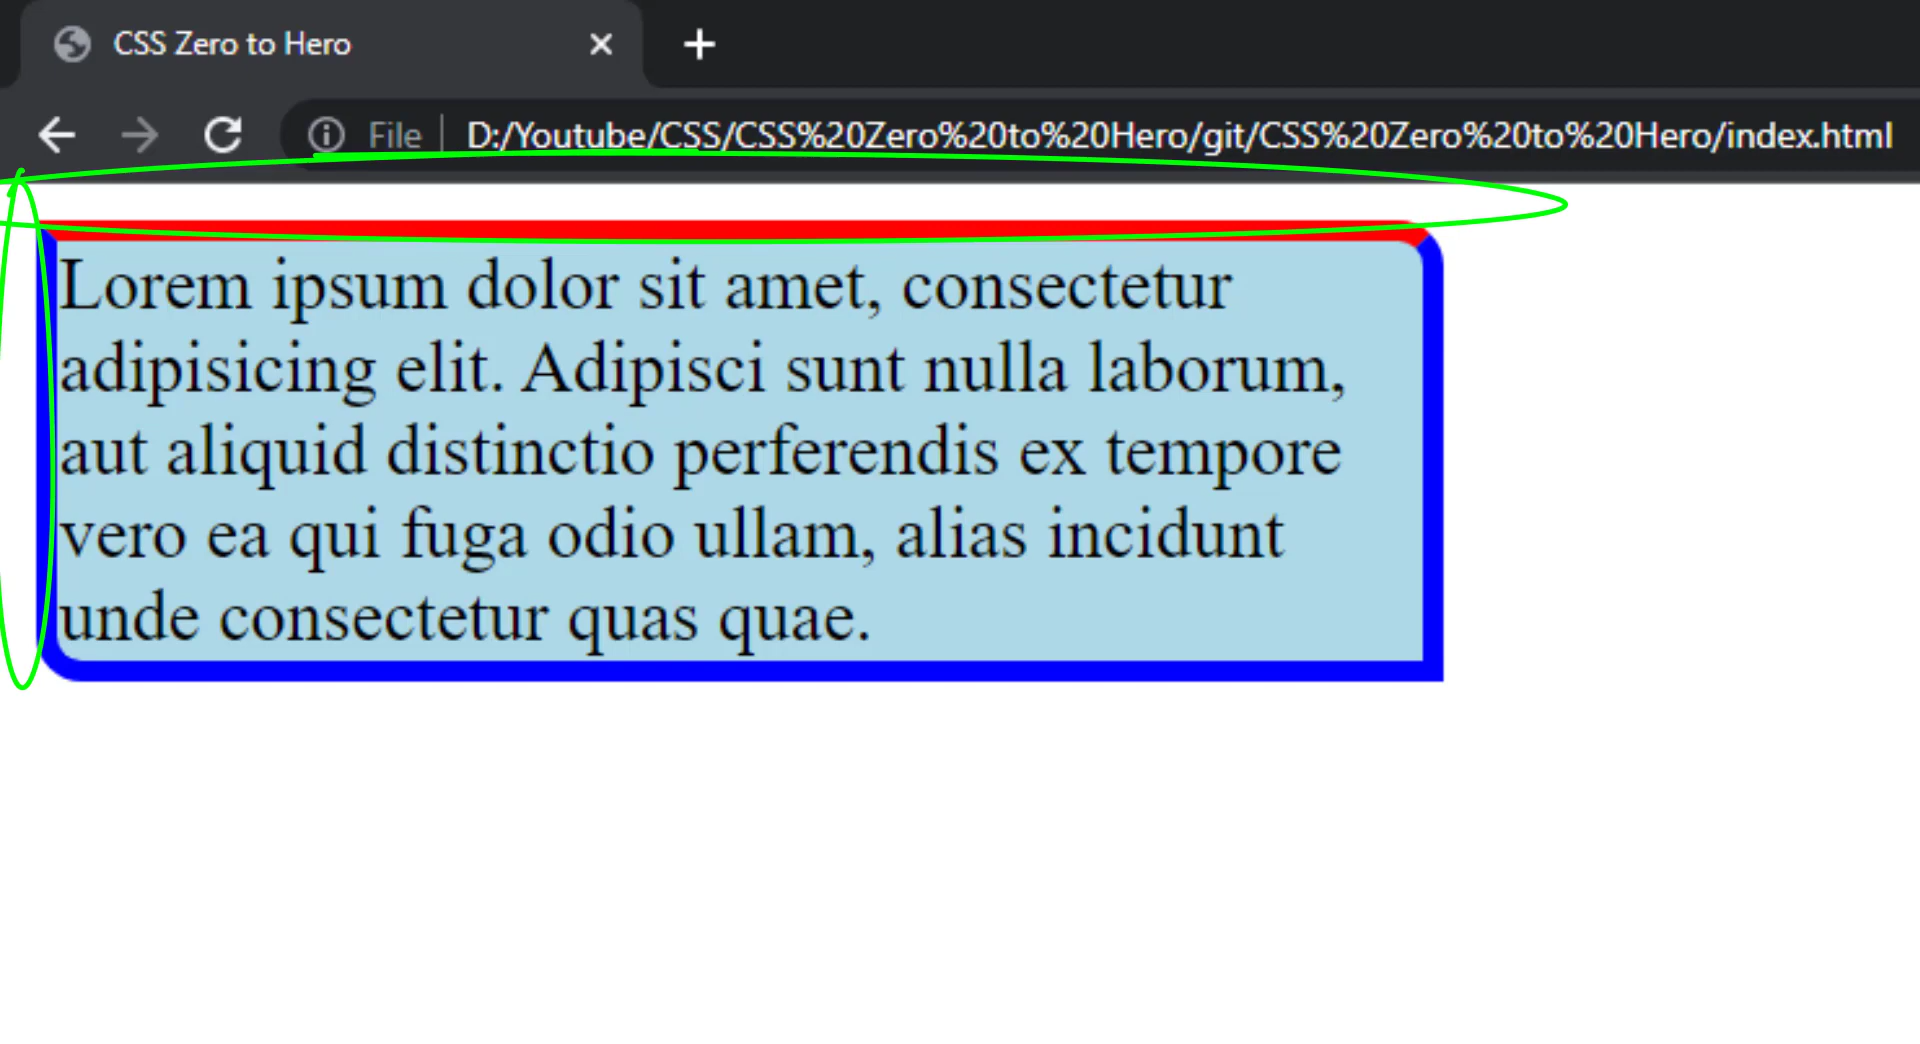 CSS Zero to Hero
File D:/Youtube/CSS/CSS%20Zero%20to%20Hero/git/CSS%20Zero%20to%20Hero/index.html
Lorem ipsum dolor sit amet, consectetur
adipisicing elit. Adipisci sunt nulla laborum,
aut aliquid distinctio perferendis ex tempore
vero ea qui fuga odio ullam, alias incidunt
unde consectetur quas quae.